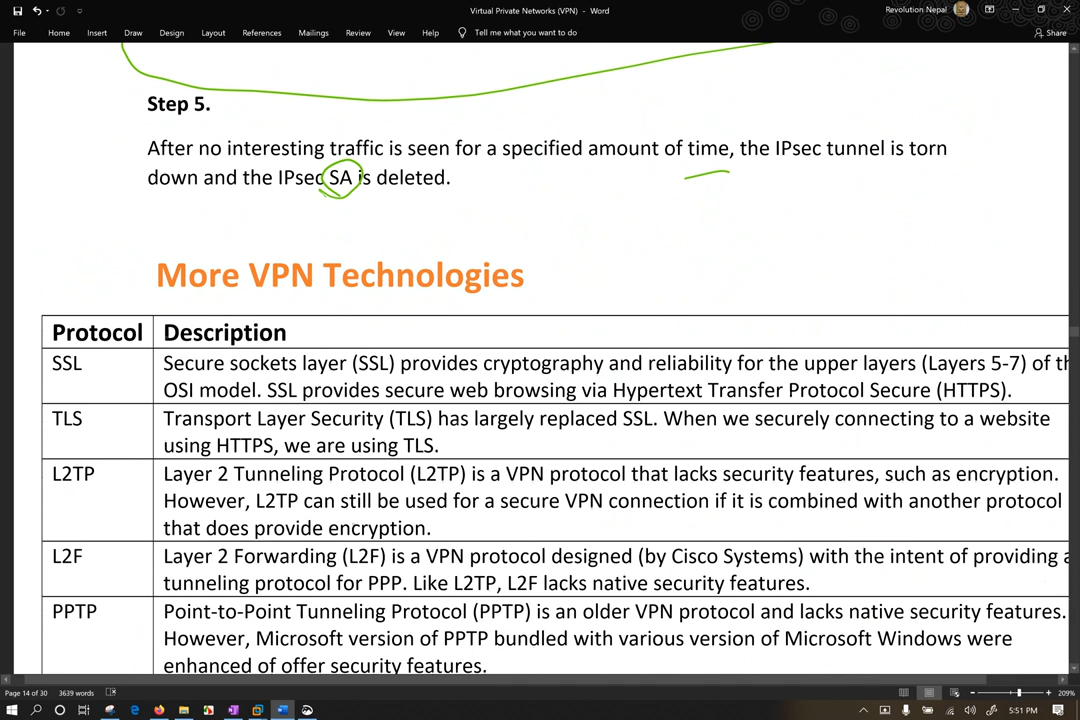 Virtual Private Networks (VPN) - Word
Revolution Nepal
File Home Insert Draw Design Layout References Mailings Review View Help Tell me what you want to do Share
Step 5.
After no interesting traffic is seen for a specified amount of time, the IPsec tunnel is torn
down and the IPsec SA is deleted.
More VPN Technologies
Protocol Description
SSL Secure sockets layer (SSL) provides cryptography and reliability for the upper layers (Layers 5-7) of th
OSI model. SSL provides secure web browsing via Hypertext Transfer Protocol Secure (HTTPS).
TLS Transport Layer Security (TLS) has largely replaced SSL. When we securely connecting to a website
using HTTPS, we are using TLS.
L2TP Layer 2 Tunneling Protocol (L2TP) is a VPN protocol that lacks security features, such as encryption.
However, L2TP can still be used for a secure VPN connection if it is combined with another protocol
that does provide encryption.
L2F Layer 2 Forwarding (L2F) is a VPN protocol designed (by Cisco Systems) with the intent of providing a
tunneling protocol for PPP. Like L2TP, L2F lacks native security features.
PPTP Point-to-Point Tunneling Protocol (PPTP) is an older VPN protocol and lacks native security features.
However, Microsoft version of PPTP bundled with various version of Microsoft Windows were
enhanced of offer security features.
Page 14 of 30 3639 words 209%
5:51 PM